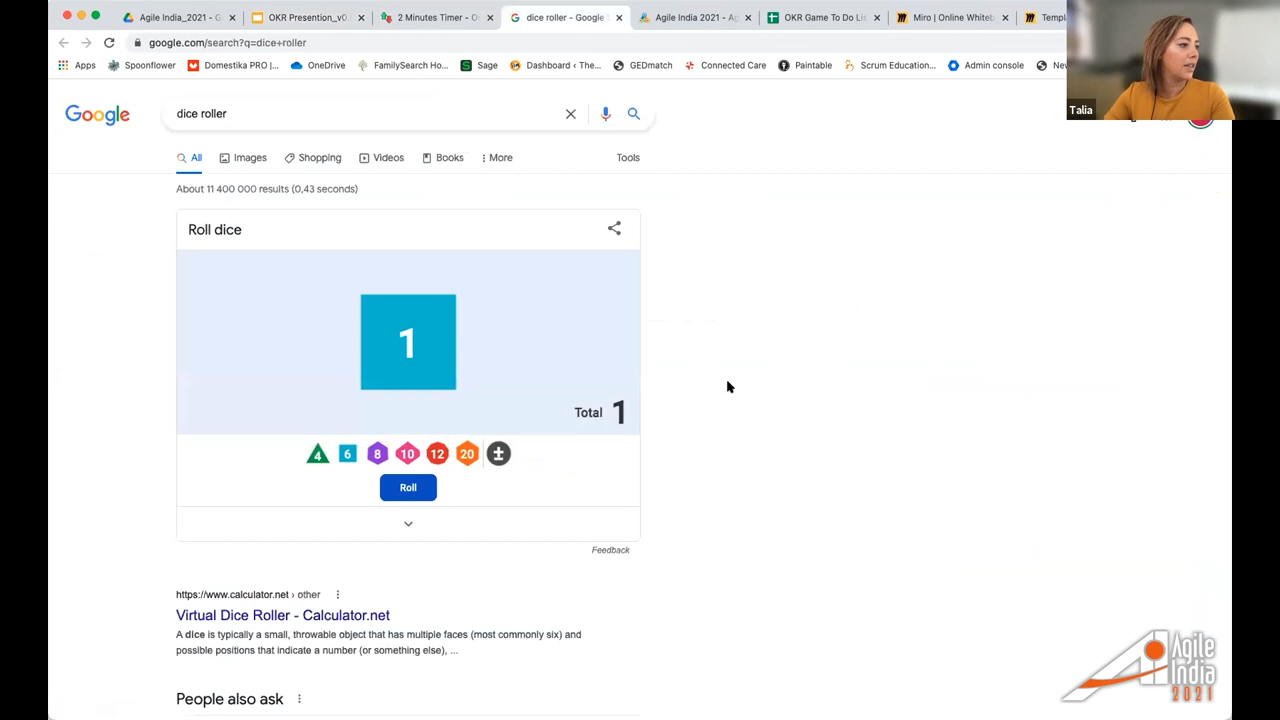 Agile India_2021 - G
OKR Presention_v0
2 Minutes Timer - O
dice roller - Google
Agile India 2021 - Ag
OKR Game To Do Lis
Miro | Online Whiteb
Templ
google.com/search?q=dice+roller
Apps
Spoonflower
Domestika PRO |...
OneDrive
FamilySearch Ho...
Sage
Dashboard ‹ The...
GEDmatch
Connected Care
Paintable
Scrum Education...
Admin console
Talia
Google
dice roller
All
Images
Shopping
Videos
Books
More
Tools
About 11 400 000 results (0,43 seconds)
Roll dice
1
Total 1
4 6 8 10 12 20 ±
Roll
Feedback
https://www.calculator.net › other
Virtual Dice Roller - Calculator.net
A dice is typically a small, throwable object that has multiple faces (most commonly six) and
possible positions that indicate a number (or something else), ...
People also ask
Agile
India
2021